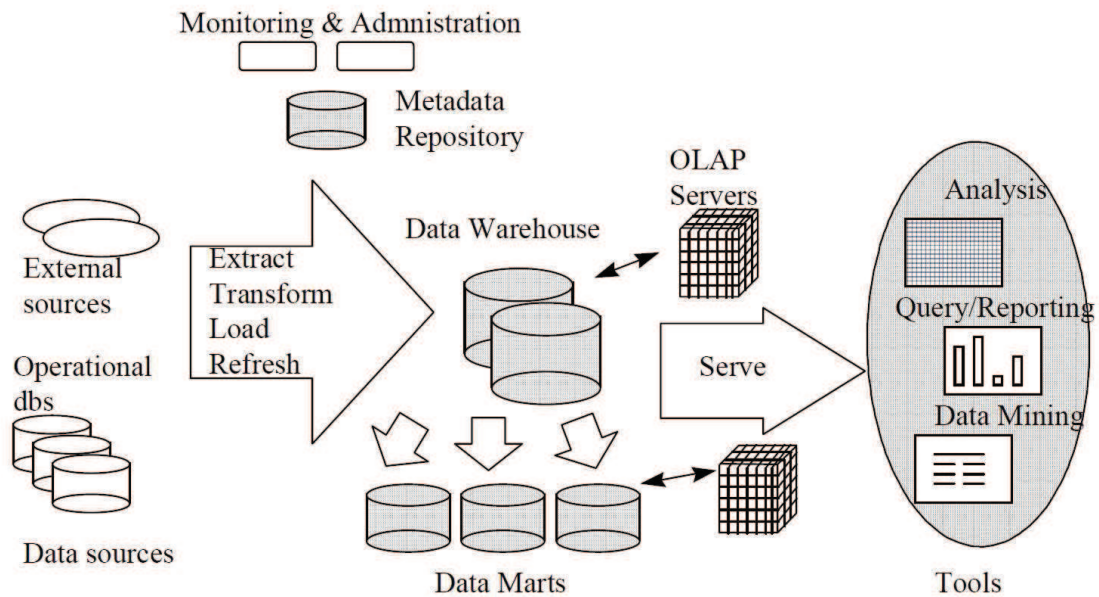 Monitoring & Admnistration
Metadata
Repository
OLAP
Servers
Analysis
Data Warehouse
External
sources
Extract
Transform
Load
Refresh
Query/Reporting
Serve
Operational
dbs
Data Mining
Data sources
Data Marts
Tools